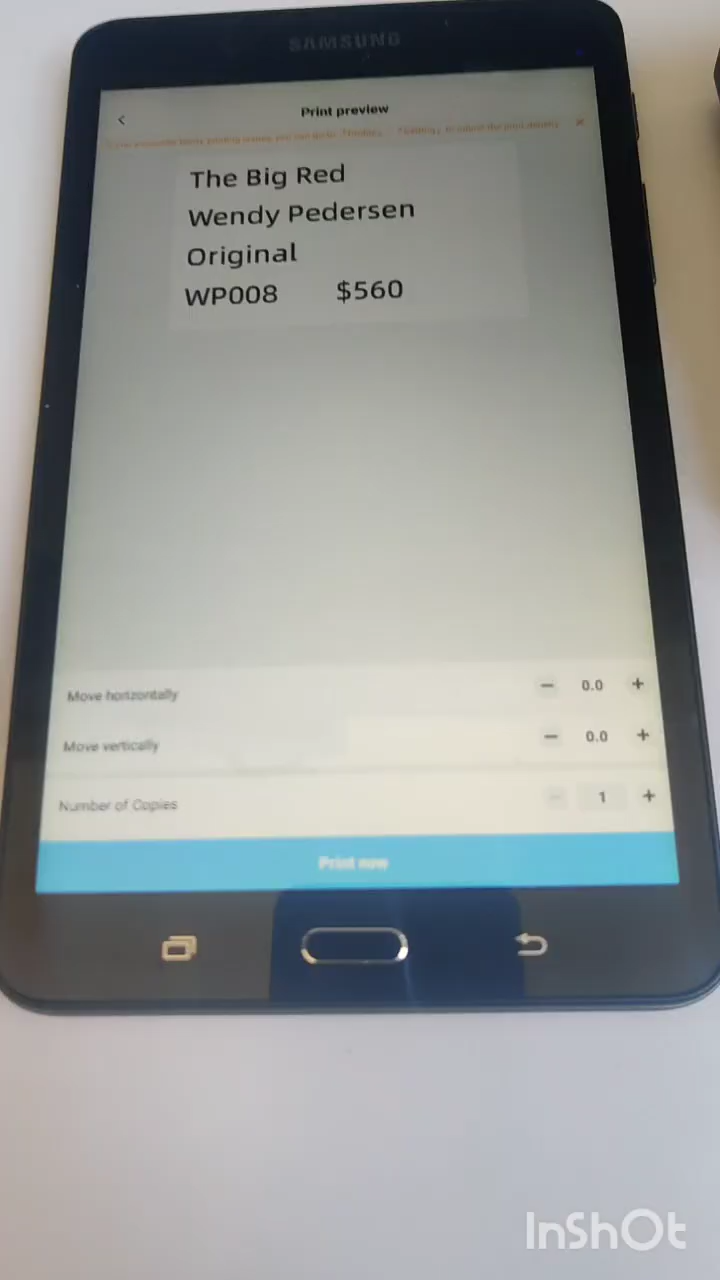 SAMSUNG
Print preview
The Big Red
Wendy Pedersen
Original
WP008 $560
Move horizontally - 0.0 +
Move vertically - 0.0 +
Number of Copies - 1 +
Print now
InShOt